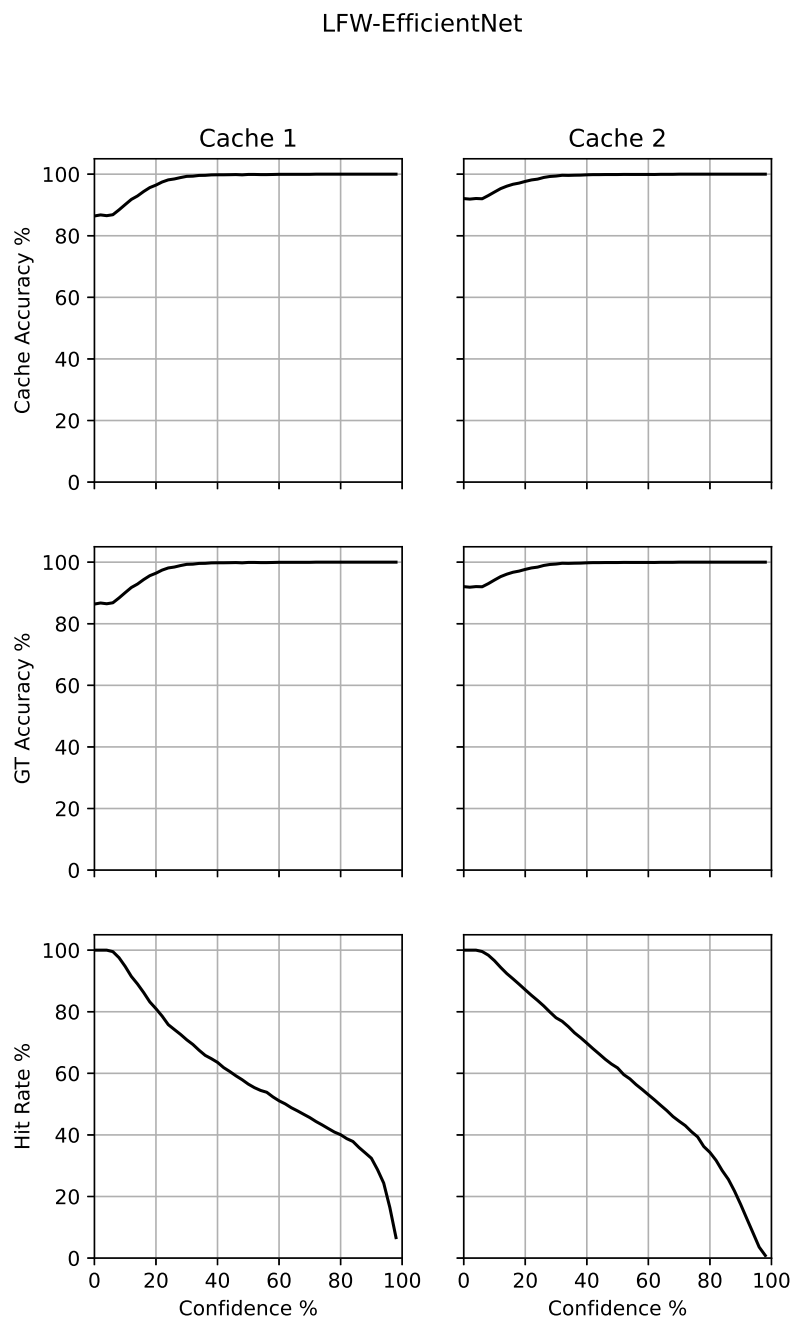 LFW-EfficientNet
Cache 1
Cache 2
Cache Accuracy %
100
80
60
40
20
0
GT Accuracy %
100
80
60
40
20
0
Hit Rate %
100
80
60
40
20
0
0 20 40 60 80 100
0 20 40 60 80 100
Confidence %
Confidence %